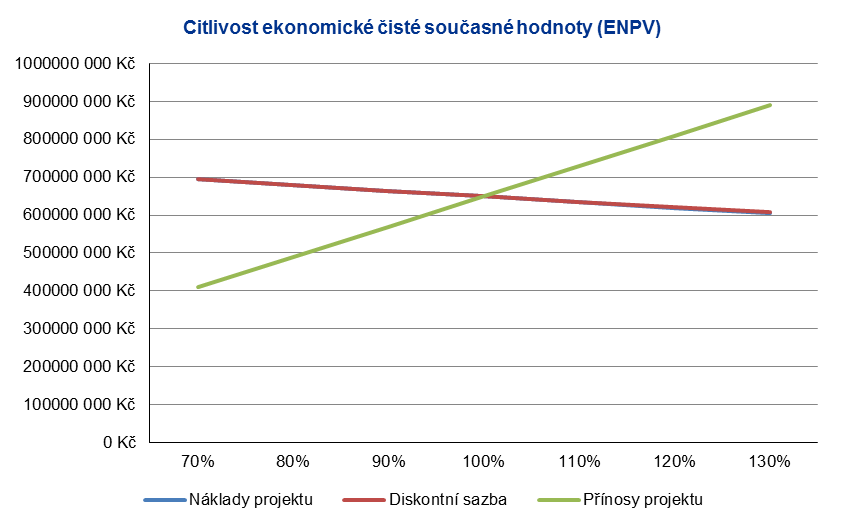 Citlivost ekonomické čisté současné hodnoty (ENPV)
1000000 000 Kč
900000 000 Kč
800000 000 Kč
700000 000 Kč
600000 000 Kč
500000 000 Kč
400000 000 Kč
300000 000 Kč
200000 000 Kč
100000 000 Kč
0 Kč
70% 80% 90% 100% 110% 120% 130%
Náklady projektu Diskontní sazba Přínosy projektu